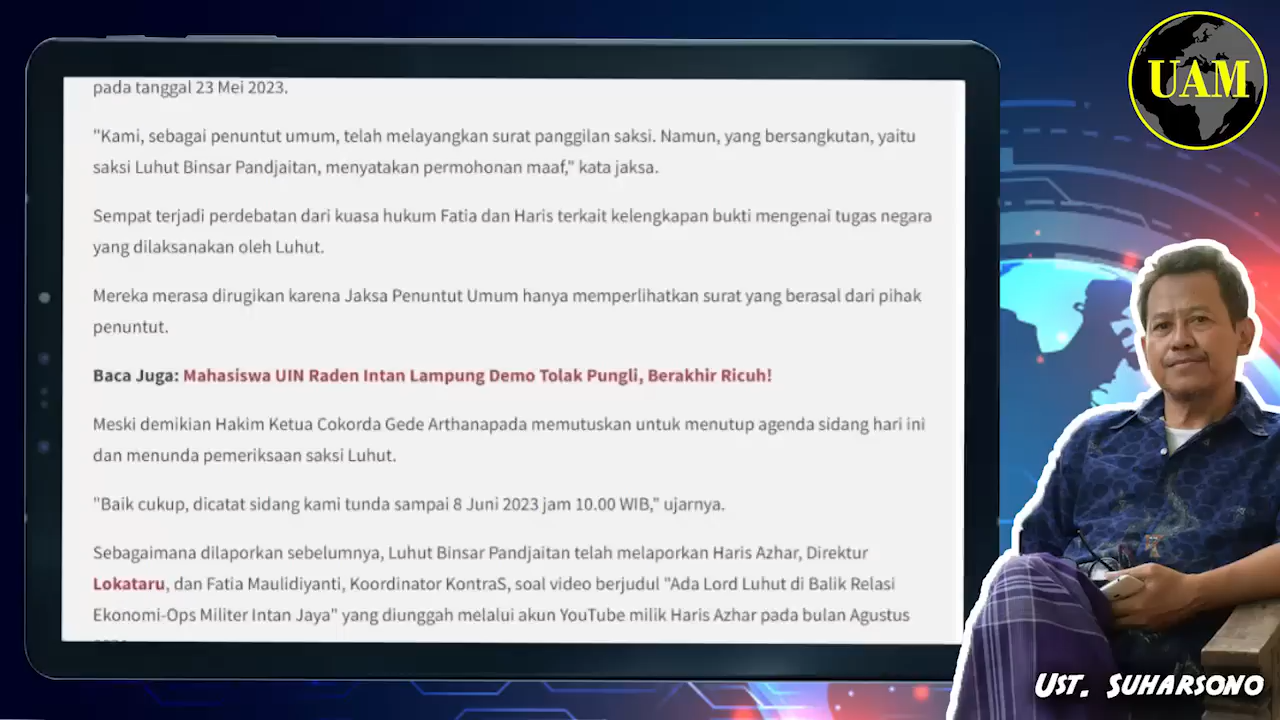 pada tanggal 23 Mei 2023.
"Kami, sebagai penuntut umum, telah melayangkan surat panggilan saksi. Namun, yang bersangkutan, yaitu
saksi Luhut Binsar Pandjaitan, menyatakan permohonan maaf," kata jaksa.
Sempat terjadi perdebatan dari kuasa hukum Fatia dan Haris terkait kelengkapan bukti mengenai tugas negara
yang dilaksanakan oleh Luhut.
Mereka merasa dirugikan karena Jaksa Penuntut Umum hanya memperlihatkan surat yang berasal dari pihak
penuntut.
Baca Juga: Mahasiswa UIN Raden Intan Lampung Demo Tolak Pungli, Berakhir Ricuh!
Meski demikian Hakim Ketua Cokorda Gede Arthanapada memutuskan untuk menutup agenda sidang hari ini
dan menunda pemeriksaan saksi Luhut.
"Baik cukup, dicatat sidang kami tunda sampai 8 Juni 2023 jam 10.00 WIB," ujarnya.
Sebagaimana dilaporkan sebelumnya, Luhut Binsar Pandjaitan telah melaporkan Haris Azhar, Direktur
Lokataru, dan Fatia Maulidiyanti, Koordinator KontraS, soal video berjudul "Ada Lord Luhut di Balik Relasi
Ekonomi-Ops Militer Intan Jaya" yang diunggah melalui akun YouTube milik Haris Azhar pada bulan Agustus
UAM
Ust. Suharsono